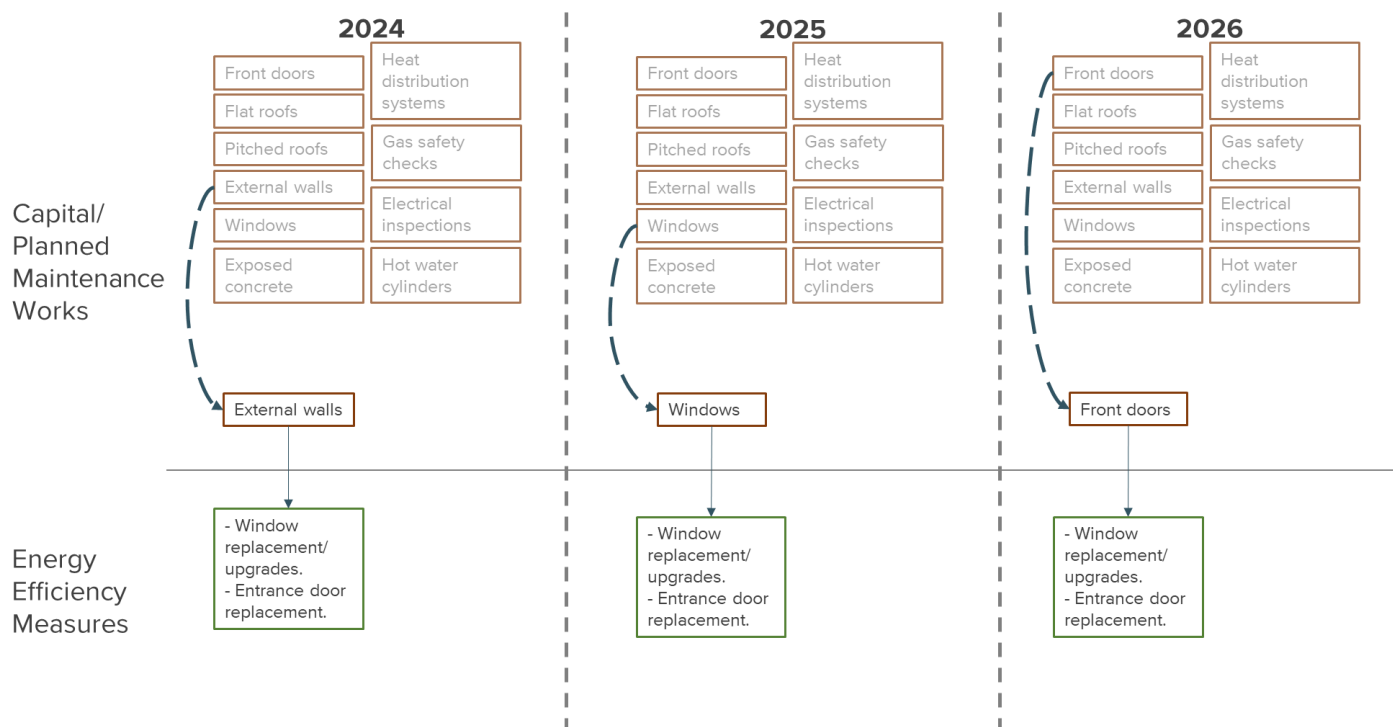 2024
2025
2026
Capital/
Planned
Maintenance
Works
Front doors
Flat roofs
Pitched roofs
External walls
Windows
Exposed
concrete
Heat
distribution
systems
Gas safety
checks
Electrical
inspections
Hot water
cylinders
External walls
Front doors
Flat roofs
Pitched roofs
External walls
Windows
Exposed
concrete
Heat
distribution
systems
Gas safety
checks
Electrical
inspections
Hot water
cylinders
Windows
Front doors
Flat roofs
Pitched roofs
External walls
Windows
Exposed
concrete
Heat
distribution
systems
Gas safety
checks
Electrical
inspections
Hot water
cylinders
Front doors
Energy
Efficiency
Measures
- Window
replacement/
upgrades.
- Entrance door
replacement.
- Window
replacement/
upgrades.
- Entrance door
replacement.
- Window
replacement/
upgrades.
- Entrance door
replacement.